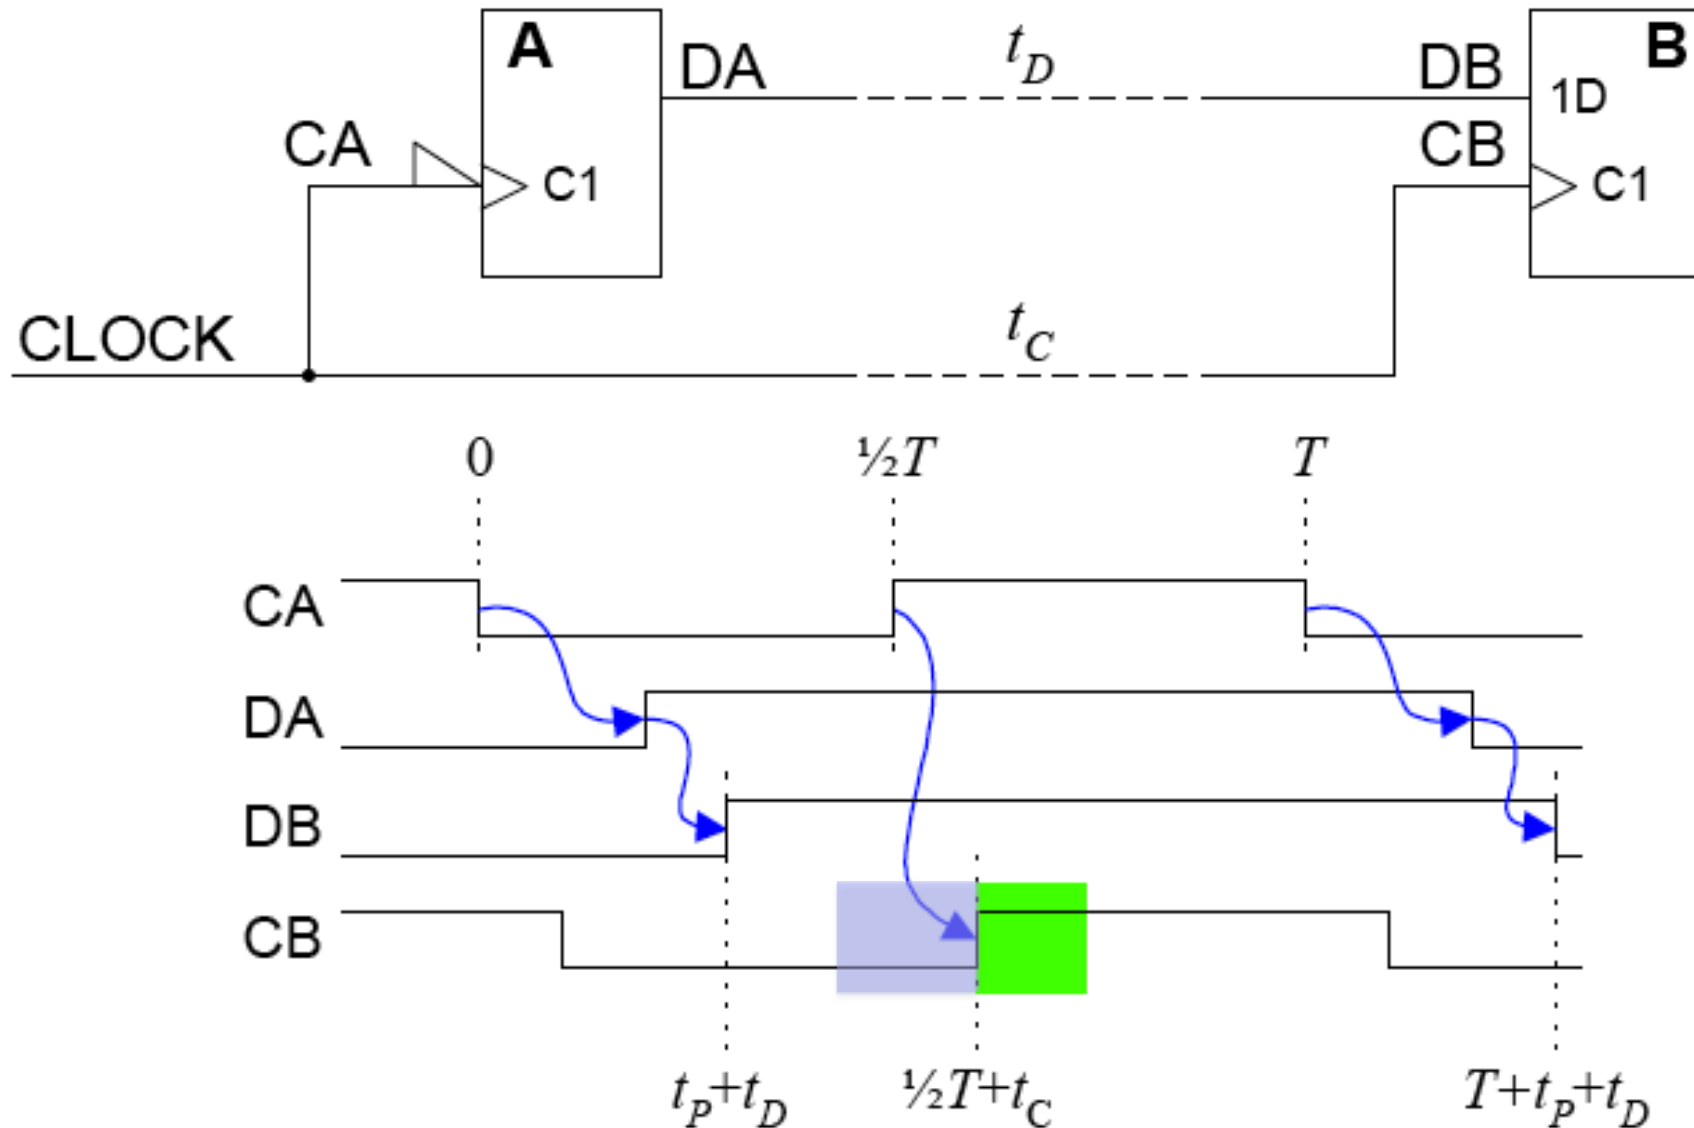 A
DA
t_D
DB
B
1D
CA
C1
CB
C1
CLOCK
t_C
0
½T
T
CA
DA
DB
CB
t_P+t_D
½T+t_C
T+t_P+t_D